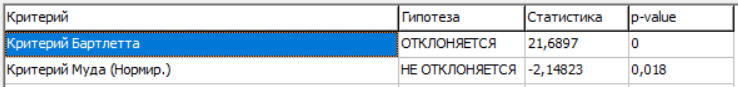 Критерий Гипотеза Статистика p-value
Критерий Бартлетта ОТКЛОНЯЕТСЯ 21,6897 0
Критерий Муда (Нормир.) НЕ ОТКЛОНЯЕТСЯ -2,14823 0,018